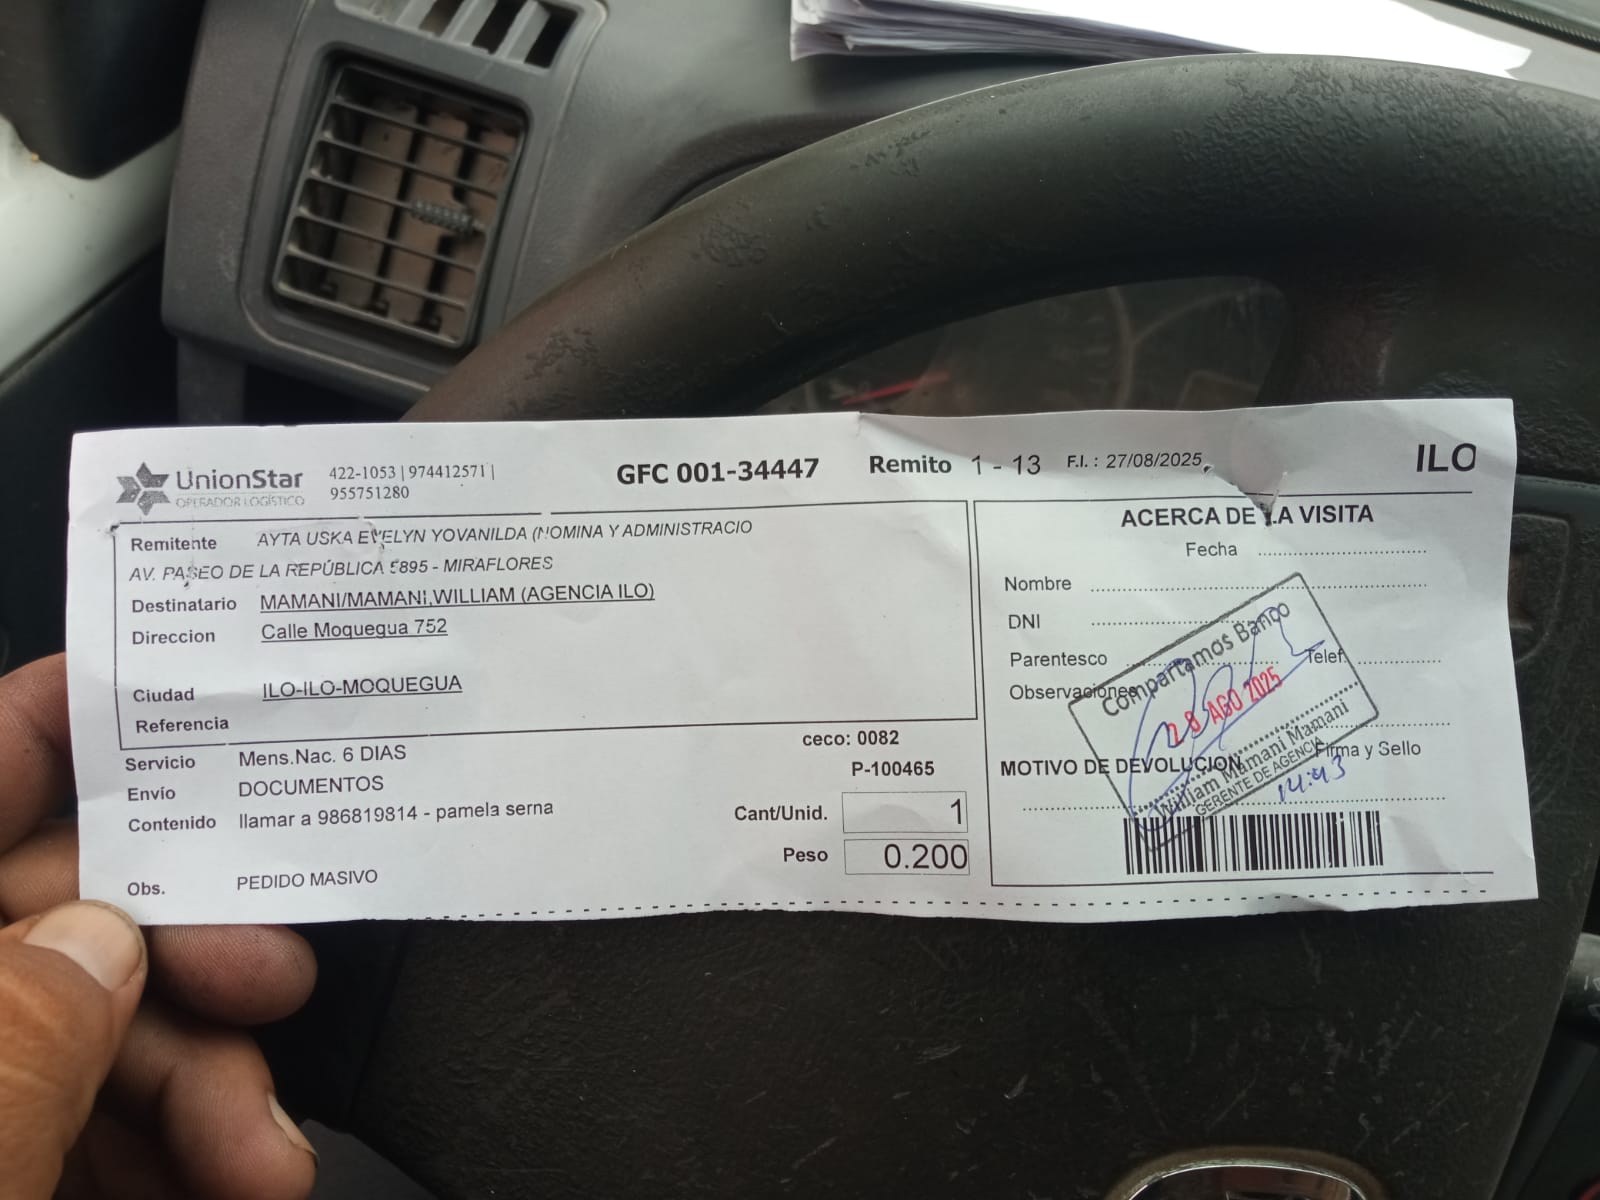 UnionStar
OPERADOR LOGÍSTICO
422-1053 | 974412571 |
955751280
GFC 001-34447
Remito 1 - 13 F.I. : 27/08/2025
ILO
Remitente AYTA USKA EVELYN YOVANILDA (NOMINA Y ADMINISTRACIO
AV. PASEO DE LA REPÚBLICA 5895 - MIRAFLORES
Destinatario MAMANI/MAMANI,WILLIAM (AGENCIA ILO)
Direccion Calle Moquegua 752
Ciudad ILO-ILO-MOQUEGUA
Referencia
Servicio Mens.Nac. 6 DIAS
Envío DOCUMENTOS
Contenido llamar a 986819814 - pamela serna
Obs. PEDIDO MASIVO
ceco: 0082
P-100465
Cant/Unid. 1
Peso 0.200
ACERCA DE LA VISITA
Fecha
Nombre
DNI
Parentesco Telef.
Observaciones
Firma y Sello
MOTIVO DE DEVOLUCION
Compartamos Banco
28 AGO 2025
William Mamani Mamani
GERENTE DE AGENCIA
14:43